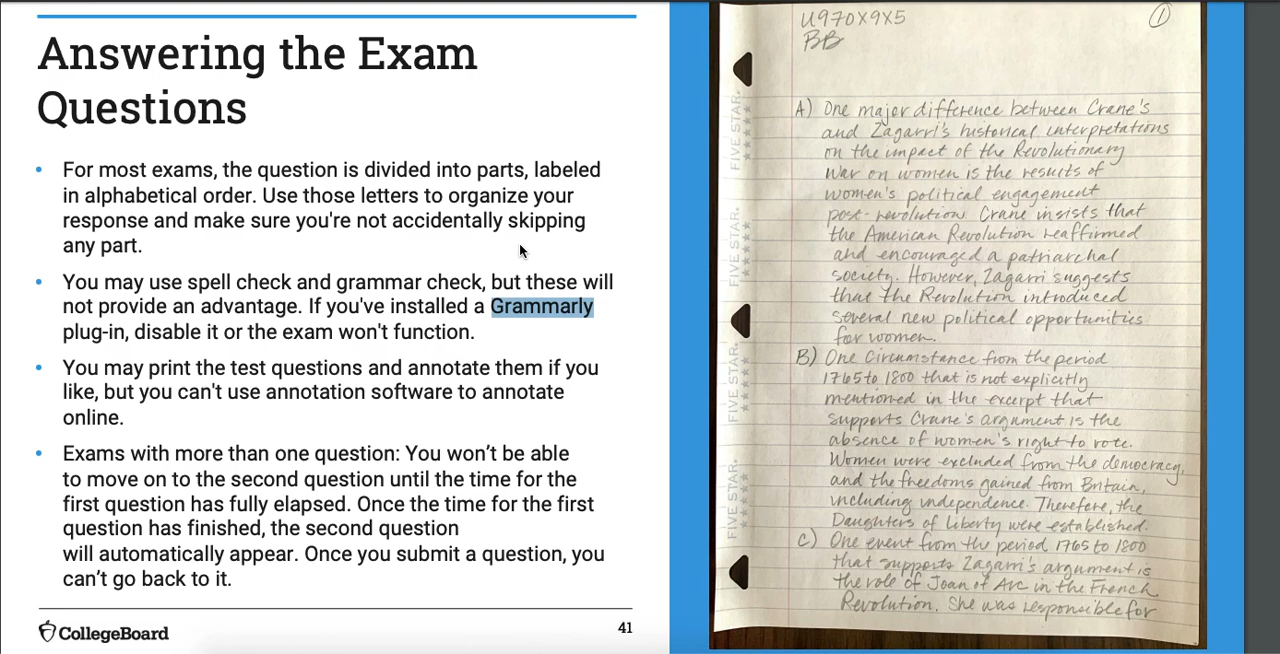 Answering the Exam
Questions
• For most exams, the question is divided into parts, labeled
in alphabetical order. Use those letters to organize your
response and make sure you're not accidentally skipping
any part.
• You may use spell check and grammar check, but these will
not provide an advantage. If you've installed a Grammarly
plug-in, disable it or the exam won't function.
• You may print the test questions and annotate them if you
like, but you can't use annotation software to annotate
online.
• Exams with more than one question: You won’t be able
to move on to the second question until the time for the
first question has fully elapsed. Once the time for the first
question has finished, the second question
will automatically appear. Once you submit a question, you
can’t go back to it.
CollegeBoard
41
U970X9X5
BB
1
FIVE STAR.
FIVE STAR.
FIVE STAR.
FIVE STAR.
FIVE STAR.
A) One major difference between Crane's
and Zagarri's historical interpretations
on the impact of the Revolutionary
War on women is the results of
women's political engagement
post-revolution. Crane insists that
the American Revolution reaffirmed
and encouraged a patriarchal
society. However, Zagarri suggests
that the Revolution introduced
several new political opportunities
for women.
B) One circumstance from the period
1765 to 1800 that is not explicitly
mentioned in the excerpt that
supports Crane's argument is the
absence of women's right to vote.
Women were excluded from the democracy,
and the freedoms gained from Britain,
including independence. Therefore, the
Daughters of Liberty were established.
C) One event from the period 1765 to 1800
that supports Zagarri's argument is
the role of Joan of Arc in the French
Revolution. She was responsible for